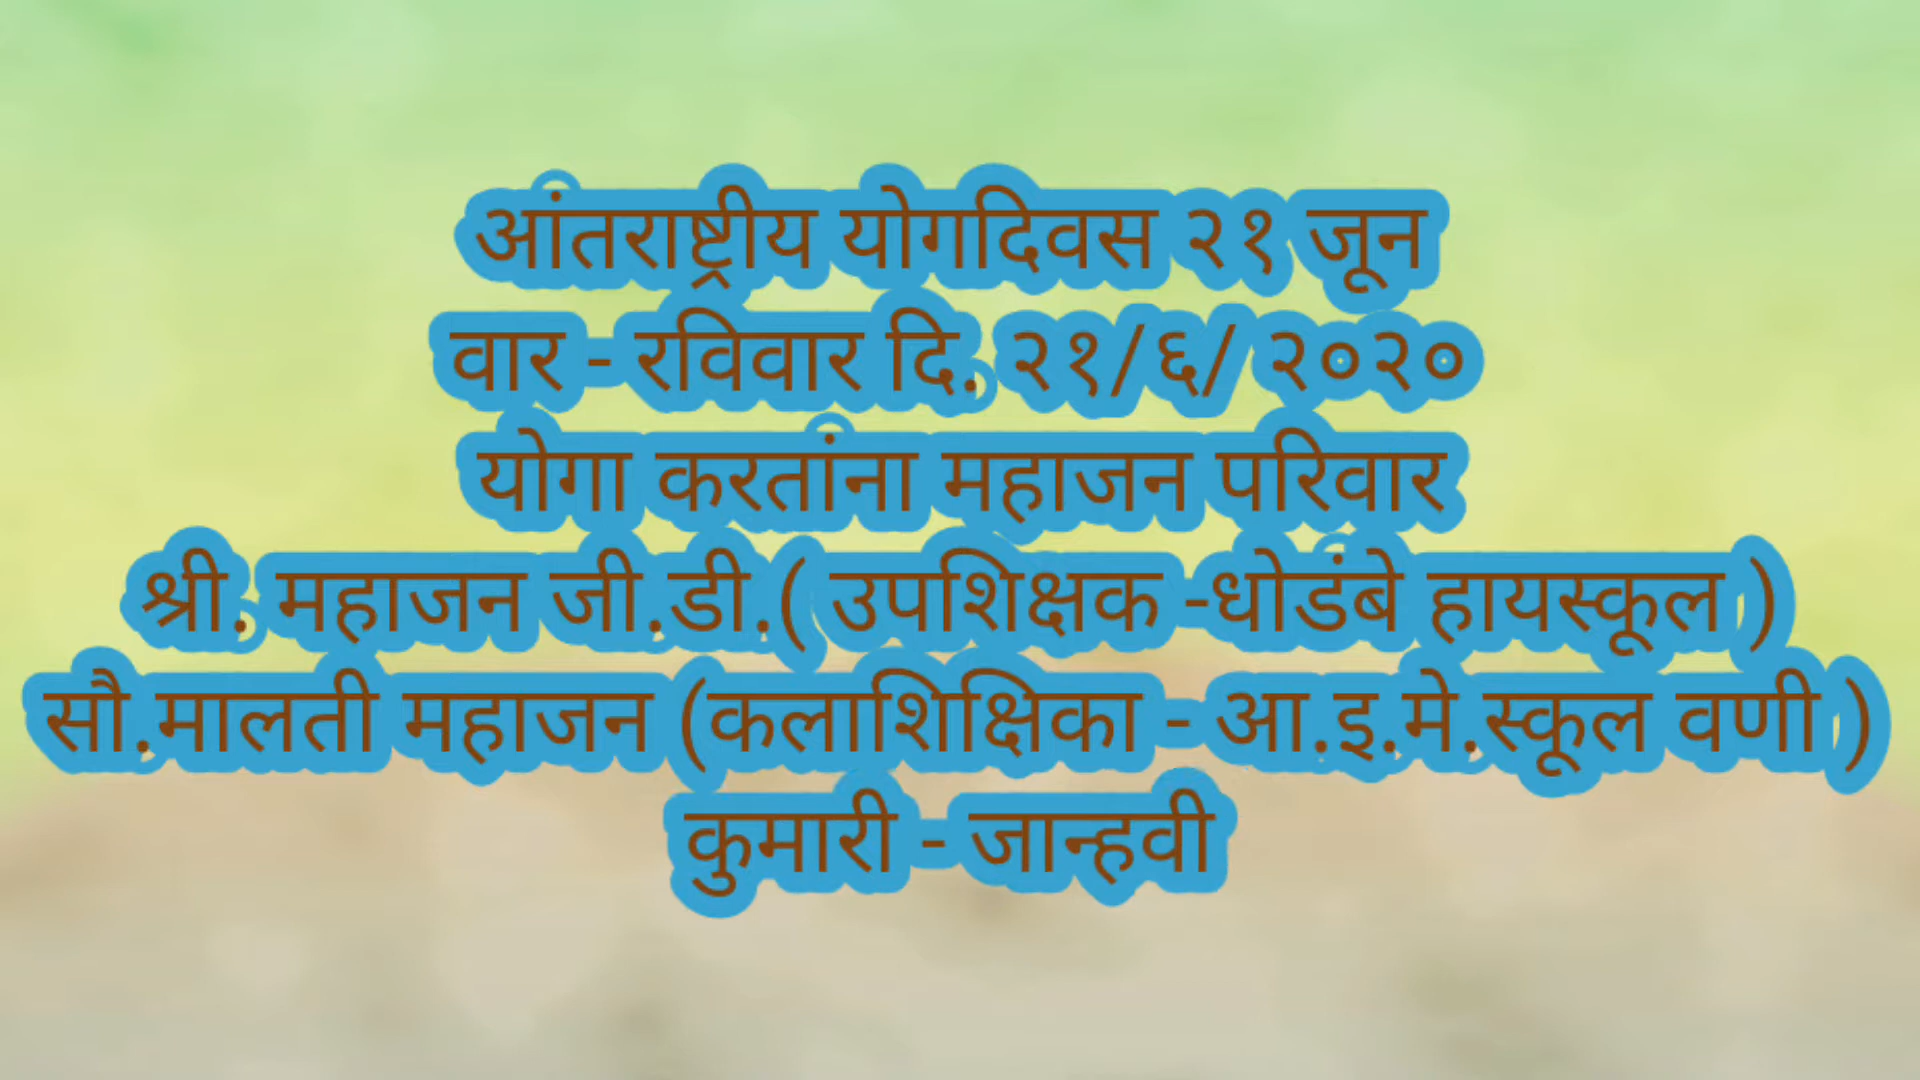 आंतराष्ट्रीय योगदिवस २१ जून
वार - रविवार दि. २१/६/ २०२०
योगा करतांना महाजन परिवार
श्री. महाजन जी.डी.( उपशिक्षक -धोडंबे हायस्कूल )
सौ.मालती महाजन (कलाशिक्षिका - आ.इ.मे.स्कूल वणी )
कुमारी - जान्हवी